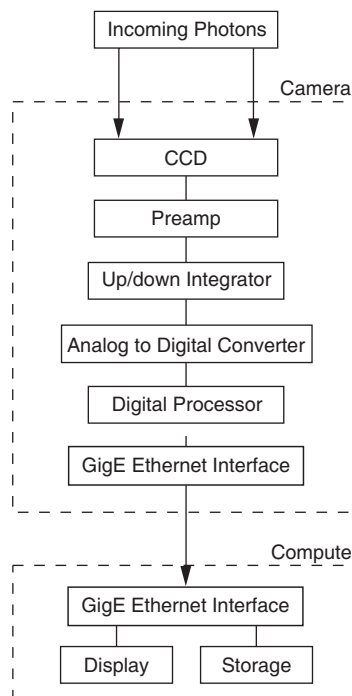 Incoming Photons
Camera
CCD
Preamp
Up/down Integrator
Analog to Digital Converter
Digital Processor
GigE Ethernet Interface
Compute
GigE Ethernet Interface
Display
Storage